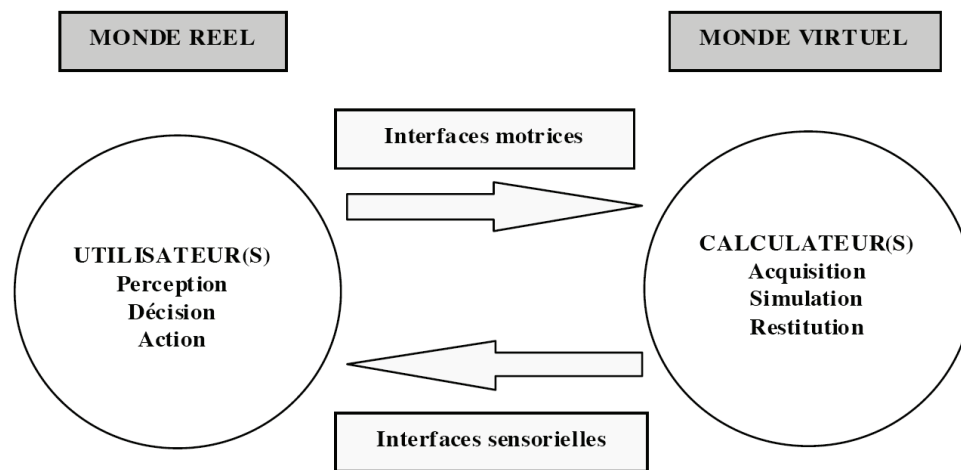 MONDE REEL
MONDE VIRTUEL
Interfaces motrices
UTILISATEUR(S)
Perception
Décision
Action
CALCULATEUR(S)
Acquisition
Simulation
Restitution
Interfaces sensorielles